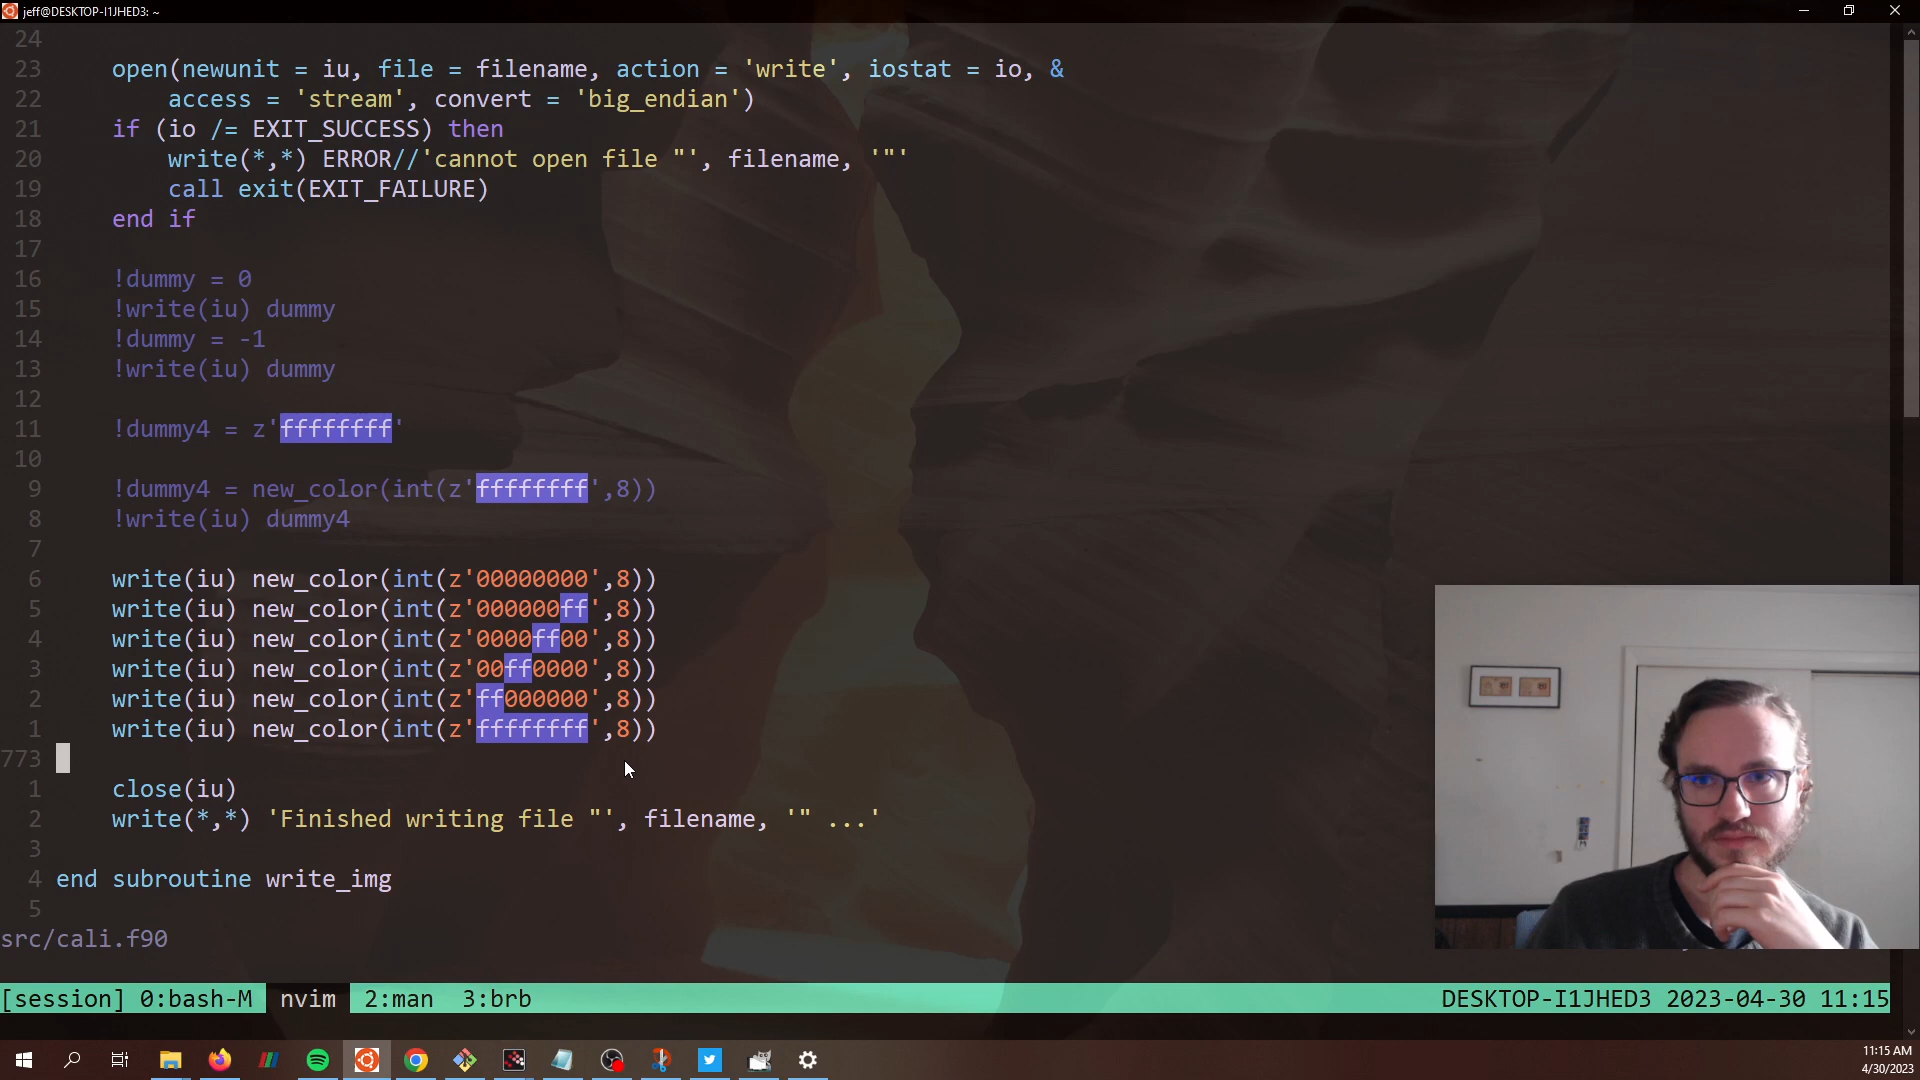 jeff@DESKTOP-I1JHED3: ~
24
23 open(newunit = iu, file = filename, action = 'write', iostat = io, &
22 access = 'stream', convert = 'big_endian')
21 if (io /= EXIT_SUCCESS) then
20 write(*,*) ERROR//'cannot open file "', filename, '"'
19 call exit(EXIT_FAILURE)
18 end if
17
16 !dummy = 0
15 !write(iu) dummy
14 !dummy = -1
13 !write(iu) dummy
12
11 !dummy4 = z'ffffffff'
10
9 !dummy4 = new_color(int(z'ffffffff',8))
8 !write(iu) dummy4
7
6 write(iu) new_color(int(z'00000000',8))
5 write(iu) new_color(int(z'000000ff',8))
4 write(iu) new_color(int(z'0000ff00',8))
3 write(iu) new_color(int(z'00ff0000',8))
2 write(iu) new_color(int(z'ff000000',8))
1 write(iu) new_color(int(z'ffffffff',8))
773
1 close(iu)
2 write(*,*) 'Finished writing file "', filename, '" ...'
3
4 end subroutine write_img
5
src/cali.f90
[session] 0:bash-M nvim 2:man 3:brb DESKTOP-I1JHED3 2023-04-30 11:15
11:15 AM
4/30/2023